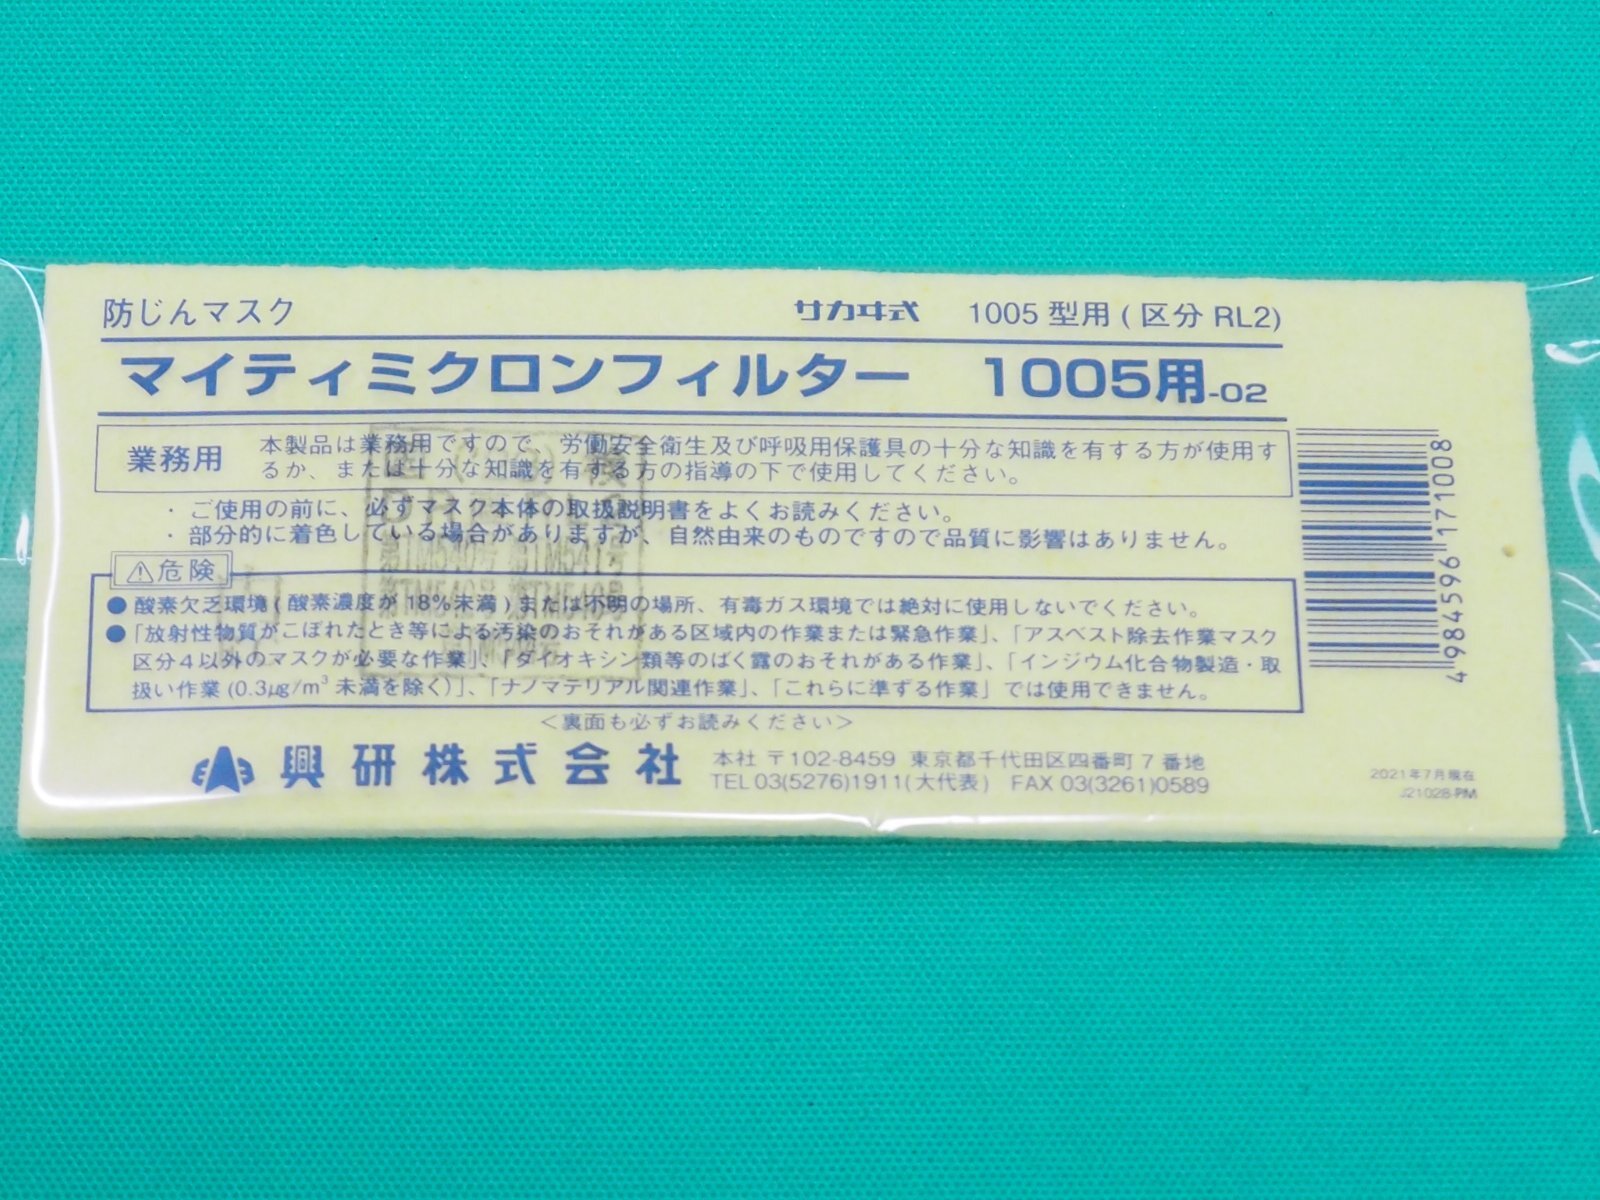 防じんマスク サカヰ式 1005 型用 ( 区分 RL2)
マイティミクロンフィルター 1005用-02
業務用 本製品は業務用ですので、労働安全衛生及び呼吸用保護具の十分な知識を有する方が使用す
るか、または十分な知識を有する方の指導の下で使用してください。
・ご使用の前に、必ずマスク本体の取扱説明書をよくお読みください。
・部分的に着色している場合がありますが、自然由来のものですので品質に影響はありません。
⚠危険
●酸素欠乏環境 ( 酸素濃度が 18%未満 ) または不明の場所、有毒ガス環境では絶対に使用しないでください。
●「放射性物質がこぼれたとき等による汚染のおそれがある区域内の作業または緊急作業」、「アスベスト除去作業マスク
区分4以外のマスクが必要な作業」、「ダイオキシン類等のばく露のおそれがある作業」、「インジウム化合物製造・取
扱い作業 (0.3μg/m³ 未満を除く)」、「ナノマテリアル関連作業」、「これらに準ずる作業」では使用できません。
＜裏面も必ずお読みください＞
興研株式会社 本社 〒102-8459 東京都千代田区四番町7番地
TEL 03(5276)1911(大代表) FAX 03(3261)0589
2021年7月現在
J21028-PM
4 984596 171008